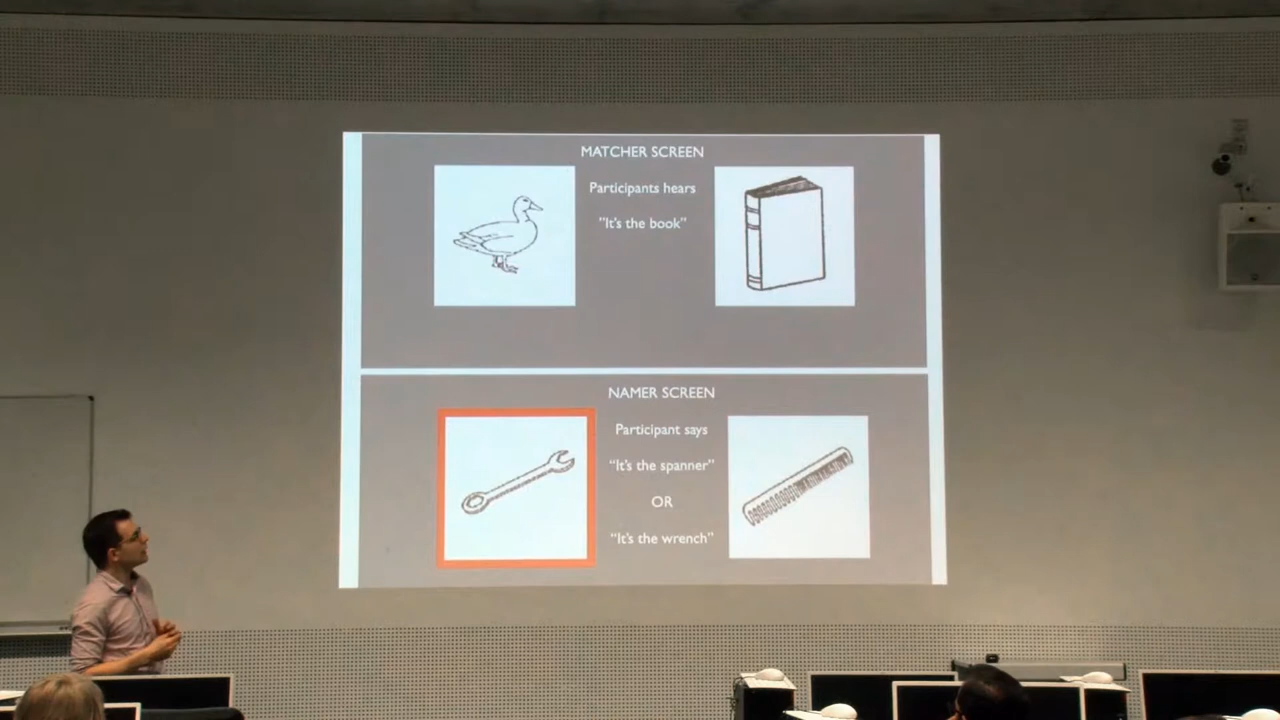 MATCHER SCREEN
Participants hears
"It's the book"
NAMER SCREEN
Participant says
"It's the spanner"
OR
"It's the wrench"